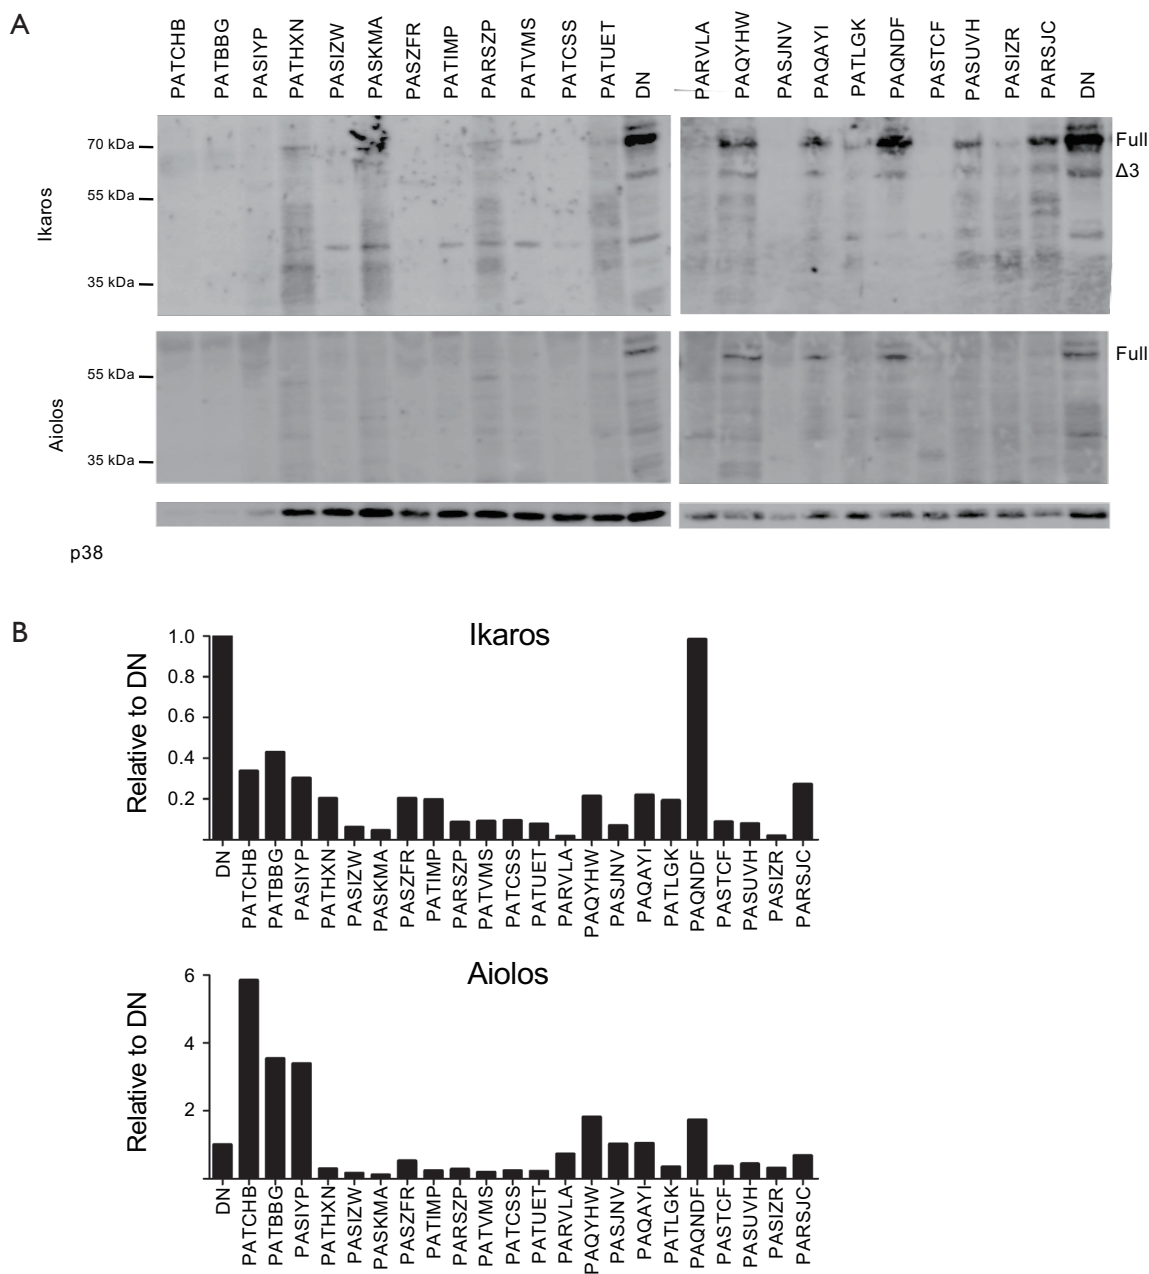 A
PATCHB PATBBG PASIYP PATHXN PASIZW PASKMA PASZFR PATIMP PARSZP PATVMS PATCSS PATUET DN PARVLA PAQYHW PASJNV PAQAYI PATLGK PAQNDF PASTCF PASUVH PASIZR PARSJC DN
Ikaros
70 kDa
55 kDa
35 kDa
Full
Δ3
Aiolos
55 kDa
35 kDa
Full
p38
B
Ikaros
Relative to DN
1.0
0.8
0.6
0.4
0.2
DN PATCHB PATBBG PASIYP PATHXN PASIZW PASKMA PASZFR PATIMP PARSZP PATVMS PATCSS PATUET PARVLA PAQYHW PASJNV PAQAYI PATLGK PAQNDF PASTCF PASUVH PASIZR PARSJC
Aiolos
Relative to DN
6
4
2
DN PATCHB PATBBG PASIYP PATHXN PASIZW PASKMA PASZFR PATIMP PARSZP PATVMS PATCSS PATUET PARVLA PAQYHW PASJNV PAQAYI PATLGK PAQNDF PASTCF PASUVH PASIZR PARSJC